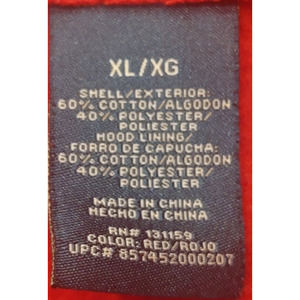 XL/XG
SHELL/EXTERIOR:
60% COTTON/ALGODON
40% POLYESTER/
POLIESTER
HOOD LINING/
FORRO DE CAPUCHA:
60% COTTON/ALGODON
40% POLYESTER/
POLIESTER
MADE IN CHINA
HECHO EN CHINA
RN# 131159
COLOR: RED/ROJO
UPC# 857452000207